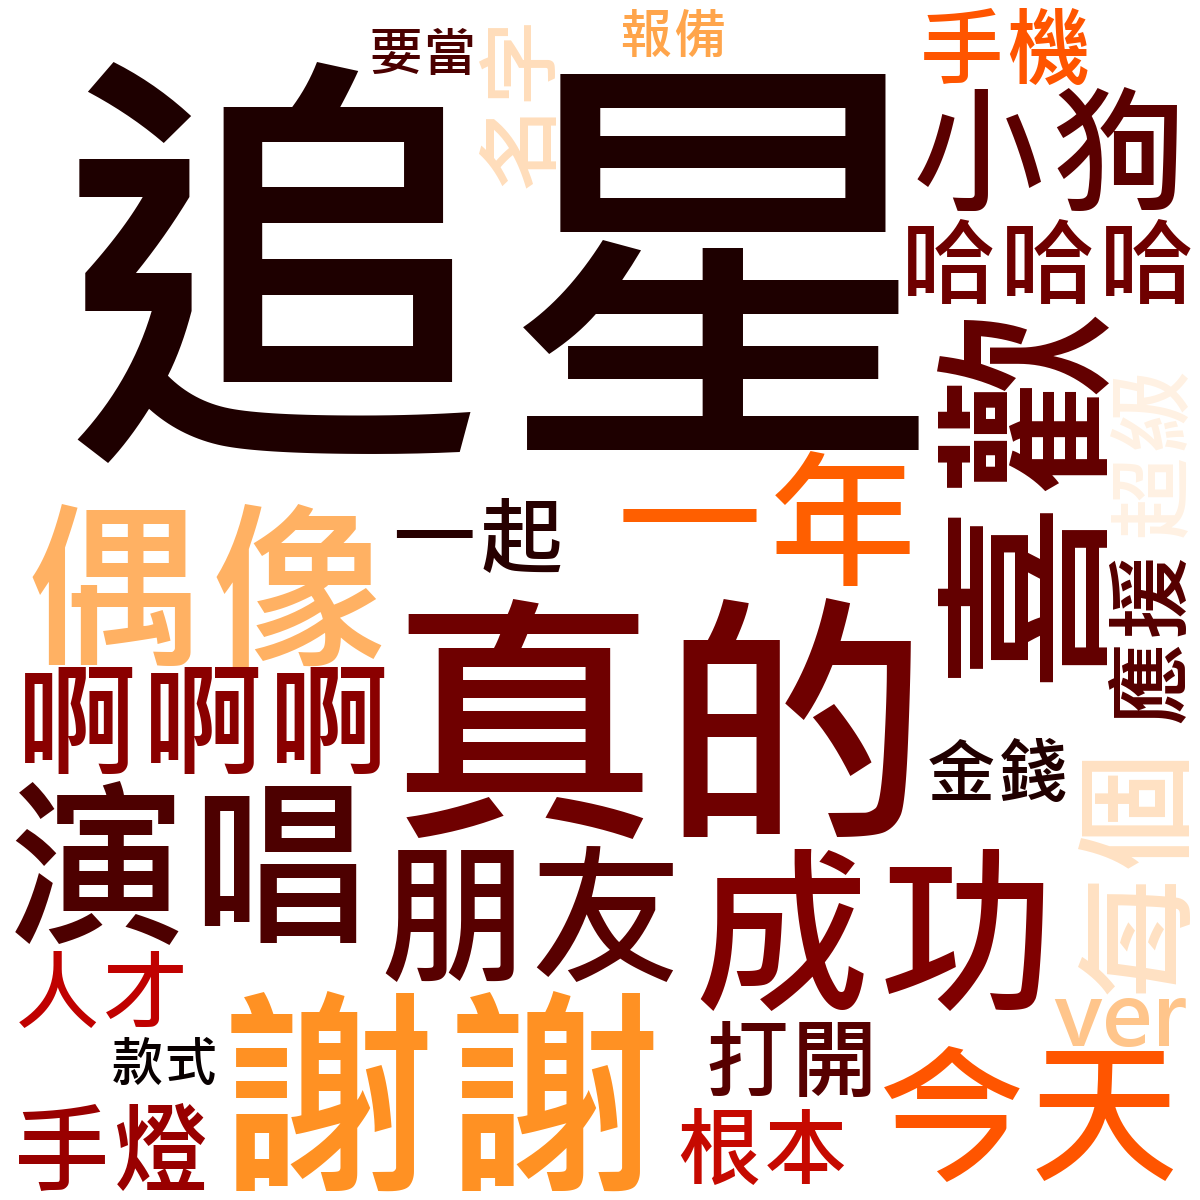 要當
名字
報備
手機
追星
小狗
哈哈哈
喜歡
超級
偶像
一起
一年
應援
啊啊啊
真的
金錢
每個
演唱
朋友
成功
人才
謝謝
ver
款式
打開
今天
手燈
根本